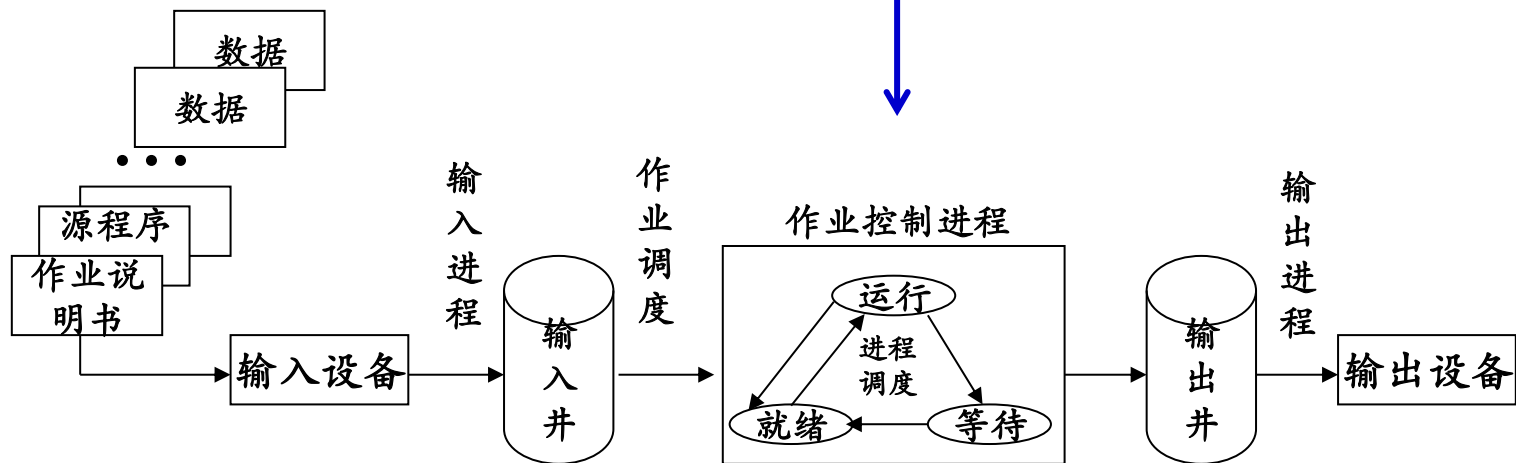 数据
数据
源程序
作业说
明书
输入设备
输入进程
输入井
作业调度
作业控制进程
运行
进程
调度
就绪
等待
输出井
输出进程
输出设备